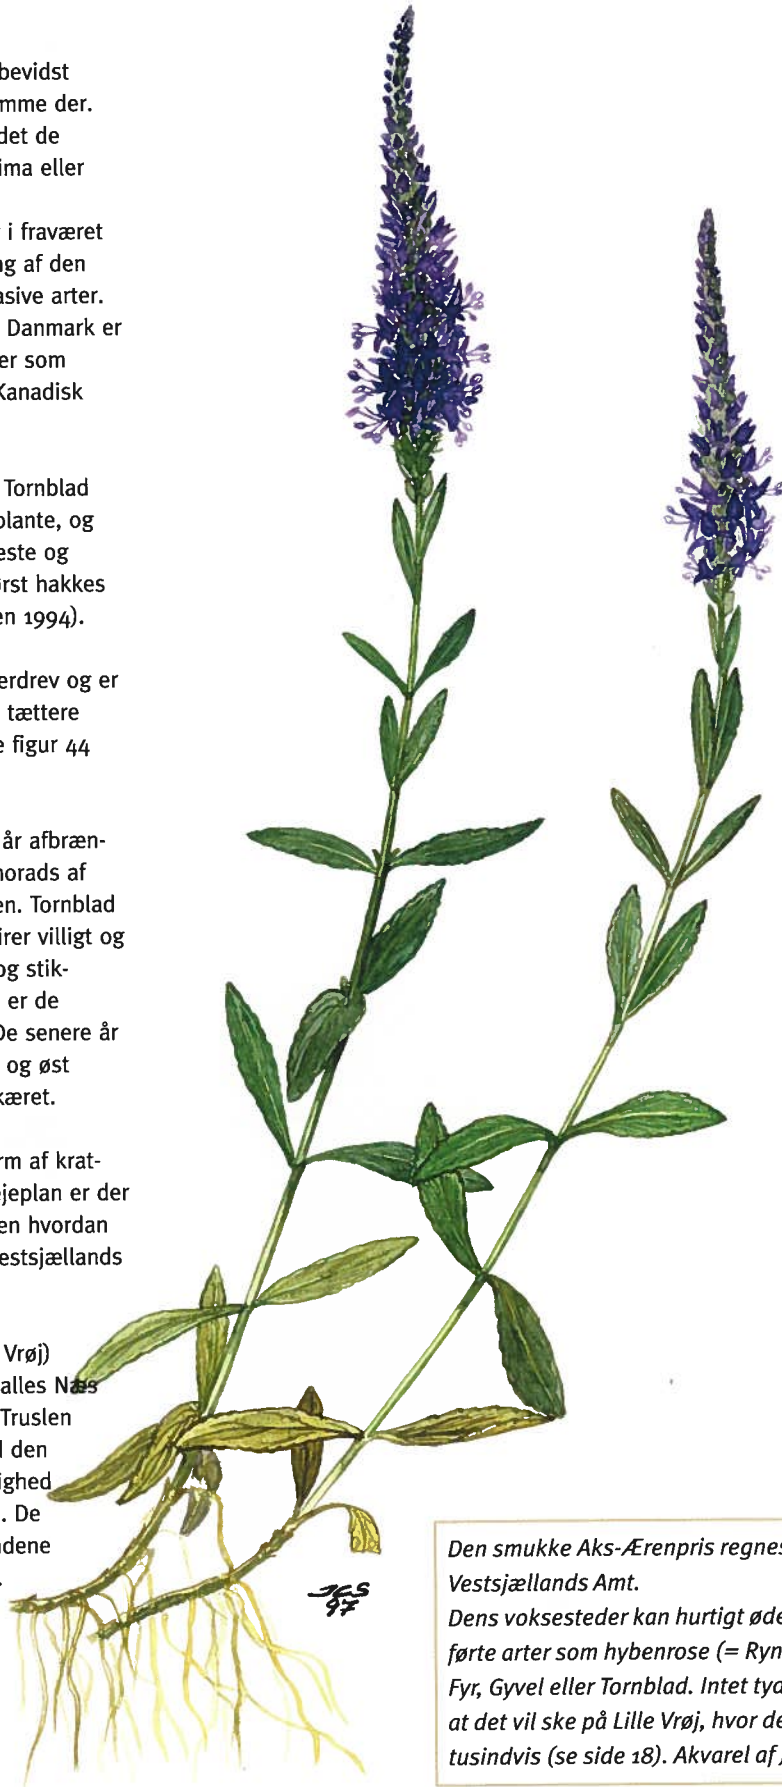 bevidst
mme der.
det de
ima eller
i fraværet
g af den
asive arter.
Danmark er
er som
Kanadisk
Tornblad
plante, og
este og
ørst hakkes
en 1994).
erdrev og er
tættere
e figur 44
år afbræn-
norads af
en. Tornblad
irer villigt og
og stik-
er de
De senere år
og øst
kæret.
rm af krat-
ejeplan er der
en hvordan
estsjællands
Vrøj)
alles Næs
Truslen
d den
ighed
. De
dene
JCS
97
Den smukke Aks-Ærenpris regnes
Vestsjællands Amt.
Dens voksesteder kan hurtigt øde
førte arter som hybenrose (= Ryn
Fyr, Gyvel eller Tornblad. Intet tyd
at det vil ske på Lille Vrøj, hvor de
tusindvis (se side 18). Akvarel af J